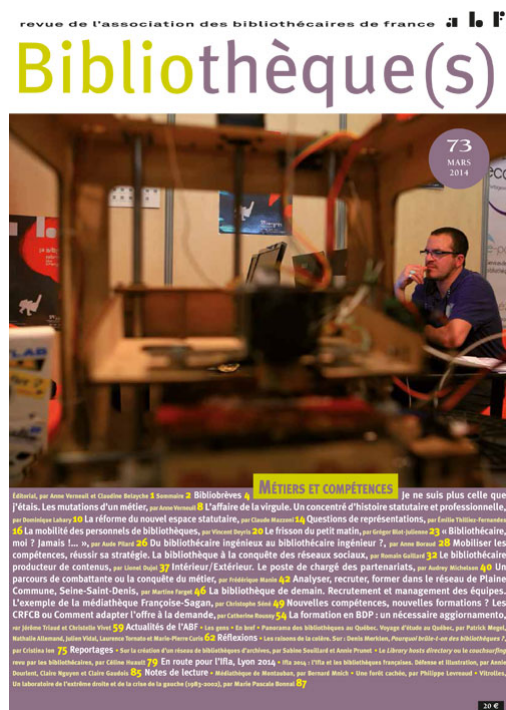 revue de l'association des bibliothécaires de france abf
Bibliothèque(s)
73
MARS
2014
MÉTIERS ET COMPÉTENCES
Éditorial, par Anne Verneuil et Claudine Belayche 1 Sommaire 2 Bibliobrèves 4 Je ne suis plus celle que
j'étais. Les mutations d'un métier, par Anne Verneuil 8 L'affaire de la virgule. Un concentré d'histoire statutaire et professionnelle,
par Dominique Lahary 10 La réforme du nouvel espace statutaire, par Claude Mazzoni 14 Questions de représentations, par Émilie Thilliez-Fernandes
16 La mobilité des personnels de bibliothèques, par Vincent Deyris 20 Le frisson du petit matin, par Grégor Blot-Julienne 23 « Bibliothécaire,
moi ? Jamais !... », par Aude Pilard 26 Du bibliothécaire ingénieux au bibliothécaire ingénieur ?, par Anne Boraud 28 Mobiliser les
compétences, réussir sa stratégie. La bibliothèque à la conquête des réseaux sociaux, par Romain Gaillard 32 Le bibliothécaire
producteur de contenus, par Lionel Dujol 37 Intérieur/Extérieur. Le poste de chargé des partenariats, par Audrey Michelson 40 Un
parcours de combattante ou la conquête du métier, par Frédérique Manin 42 Analyser, recruter, former dans le réseau de Plaine
Commune, Seine-Saint-Denis, par Martine Forget 46 La bibliothèque de demain. Recrutement et management des équipes.
L'exemple de la médiathèque Françoise-Sagan, par Christophe Séné 49 Nouvelles compétences, nouvelles formations ? Les
CRFCB ou Comment adapter l'offre à la demande, par Catherine Roussy 54 La formation en BDP : un nécessaire aggiornamento,
par Jérôme Triaud et Christelle Vivet 59 Actualités de l'ABF • Les gens • En bref • Panorama des bibliothèques au Québec. Voyage d'étude au Québec, par Patrick Magal,
Nathalie Allemand, Julien Vidal, Laurence Tornato et Marie-Pierre Curis 62 Réflexions • Les raisons de la colère. Sur : Denis Merklen, Pourquoi brûle-t-on des bibliothèques ?,
par Cristina Ion 75 Reportages • Sur la création d'un réseau de bibliothèques d'archives, par Sabine Souillard et Annie Prunet • Le Library hosts directory ou le couchsurfing
revu par les bibliothécaires, par Céline Huault 79 En route pour l'Ifla, Lyon 2014 • Ifla 2014 : l'Ifla et les bibliothèques françaises. Défense et illustration, par Annie
Dourlent, Claire Nguyen et Claire Gaudois 85 Notes de lecture • Médiathèque de Montauban, par Bernard Mnich • Une forêt cachée, par Philippe Levreaud • Vitrolles,
Un laboratoire de l'extrême droite et de la crise de la gauche (1983-2002), par Marie Pascale Bonnal 87
20 €